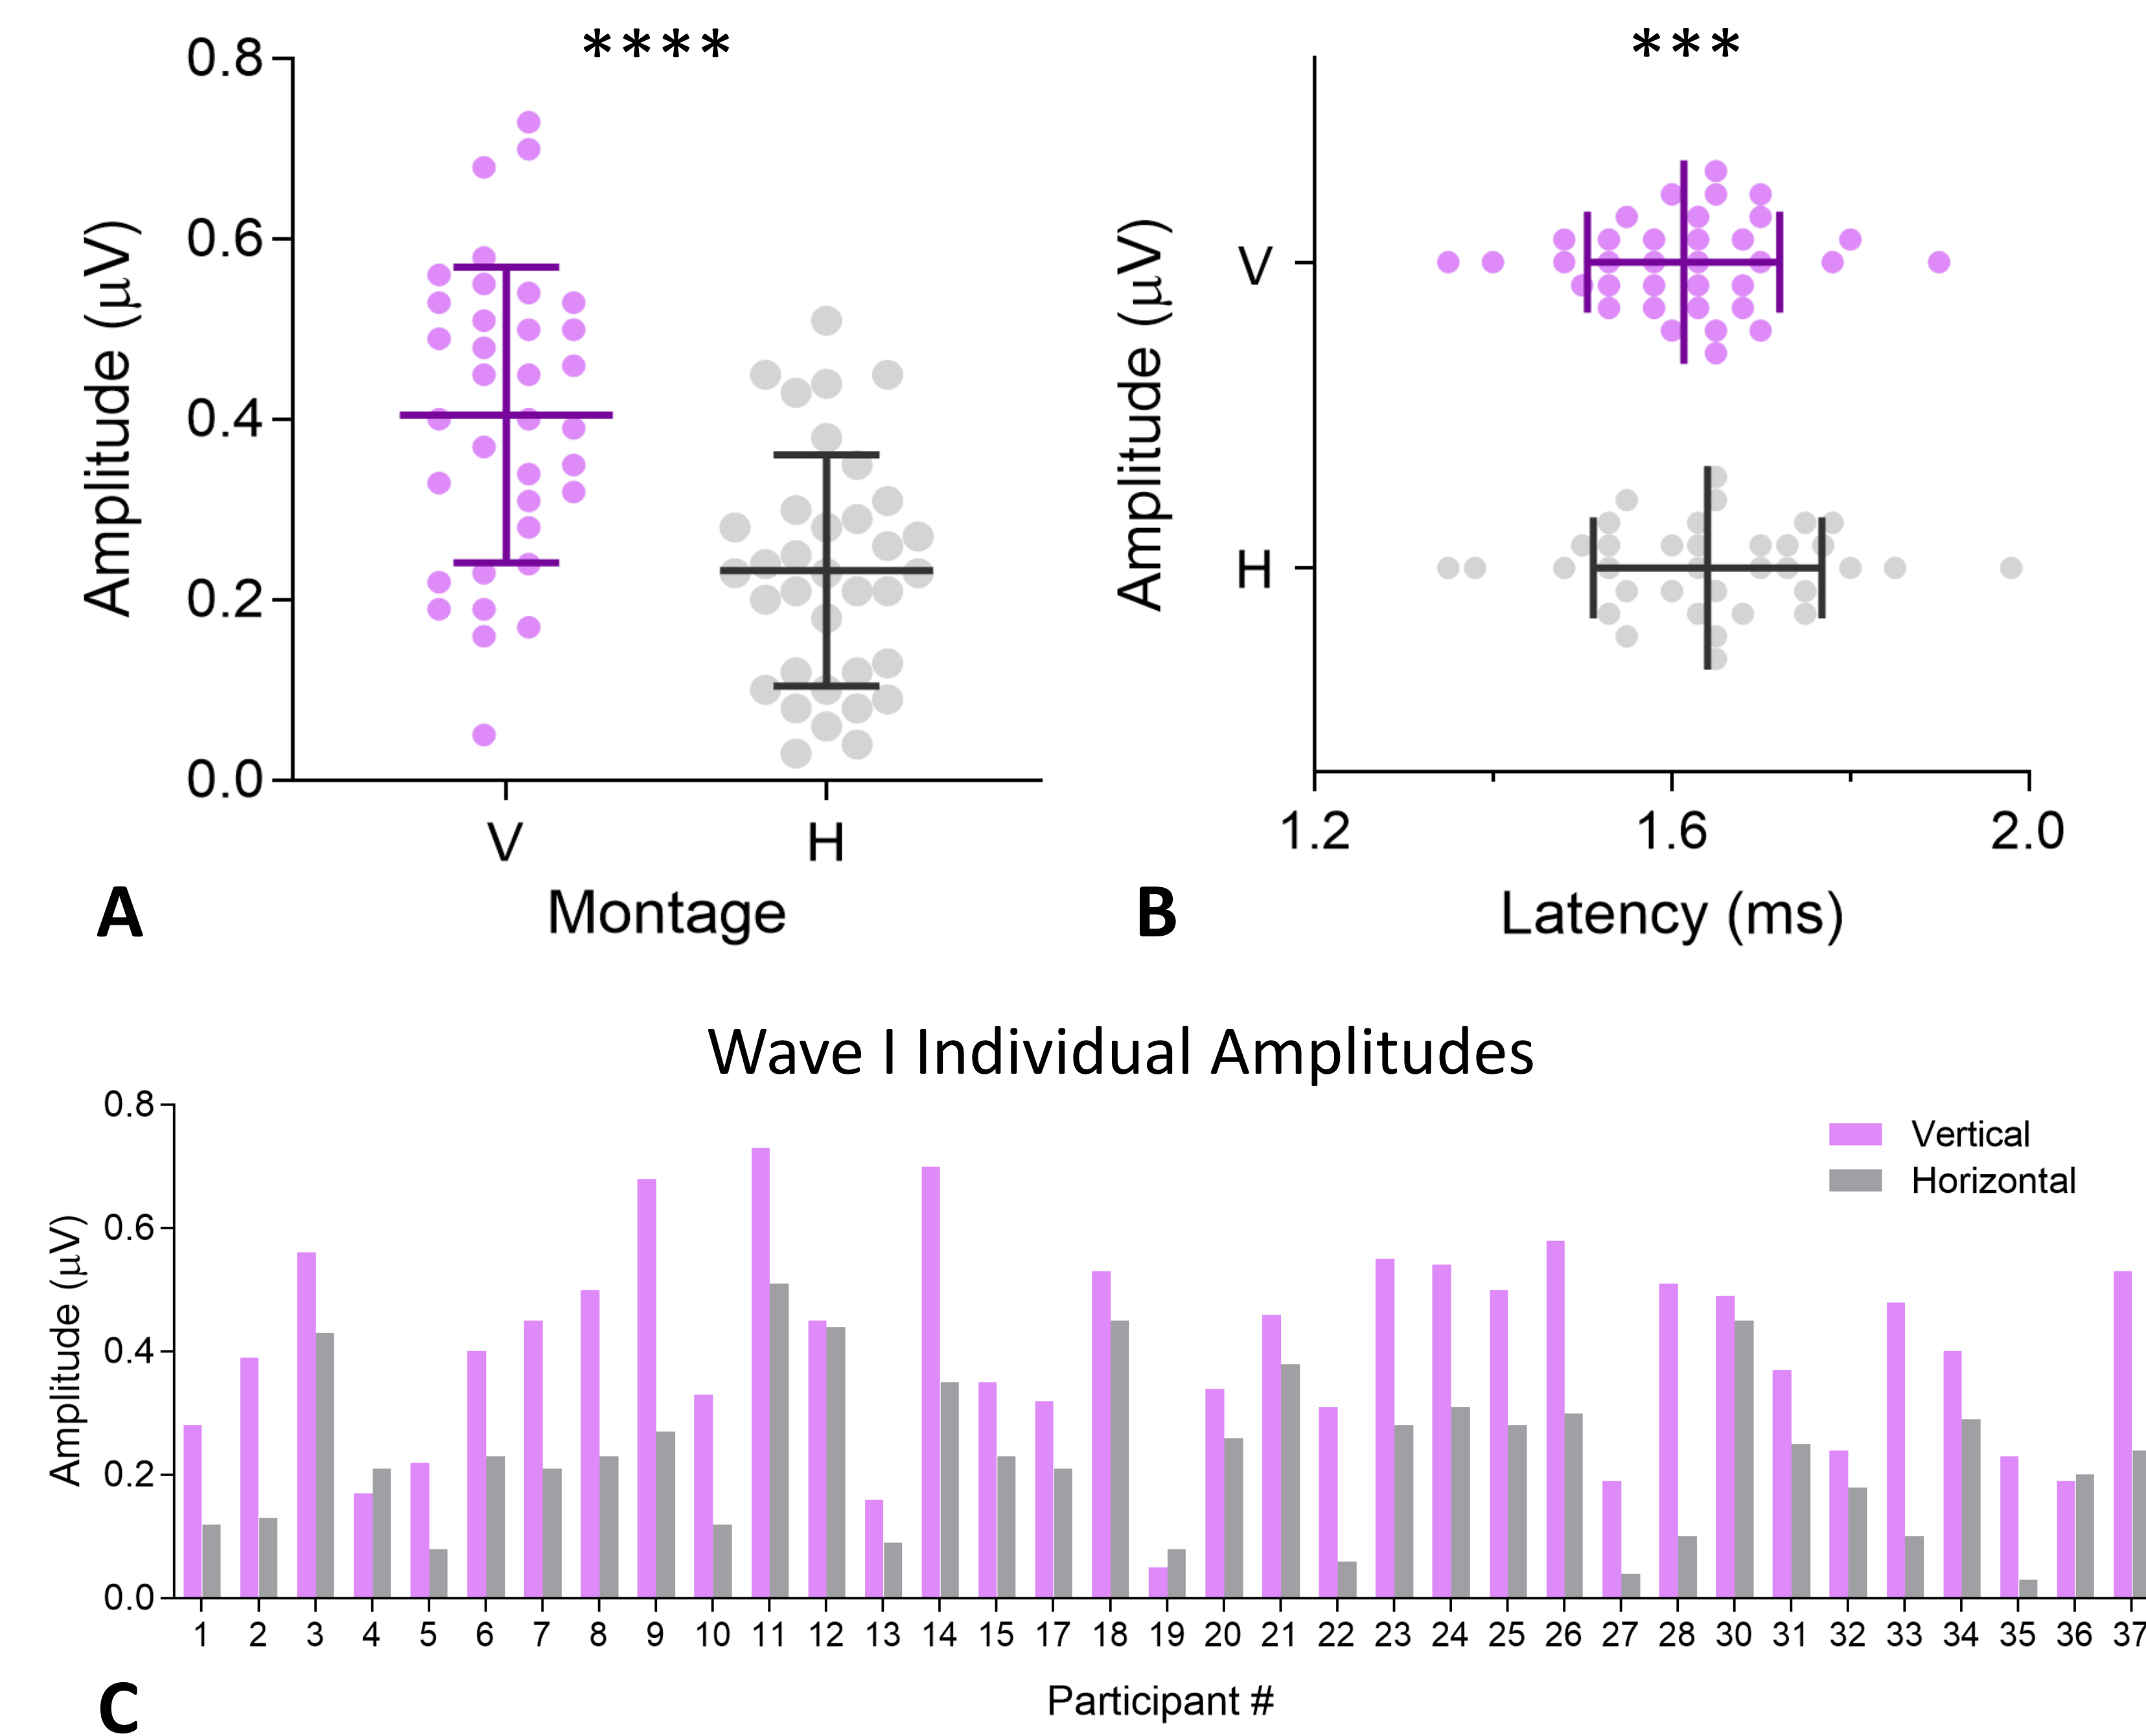 ****
0.8
0.6
0.4
0.2
0.0
Amplitude (µV)
V H
Montage
A
***
Amplitude (µV)
V
H
1.2 1.6 2.0
Latency (ms)
B
Wave I Individual Amplitudes
0.8
0.6
0.4
0.2
0.0
Amplitude (µV)
Vertical
Horizontal
1 2 3 4 5 6 7 8 9 10 11 12 13 14 15 17 18 19 20 21 22 23 24 25 26 27 28 30 31 32 33 34 35 36 37
Participant #
C